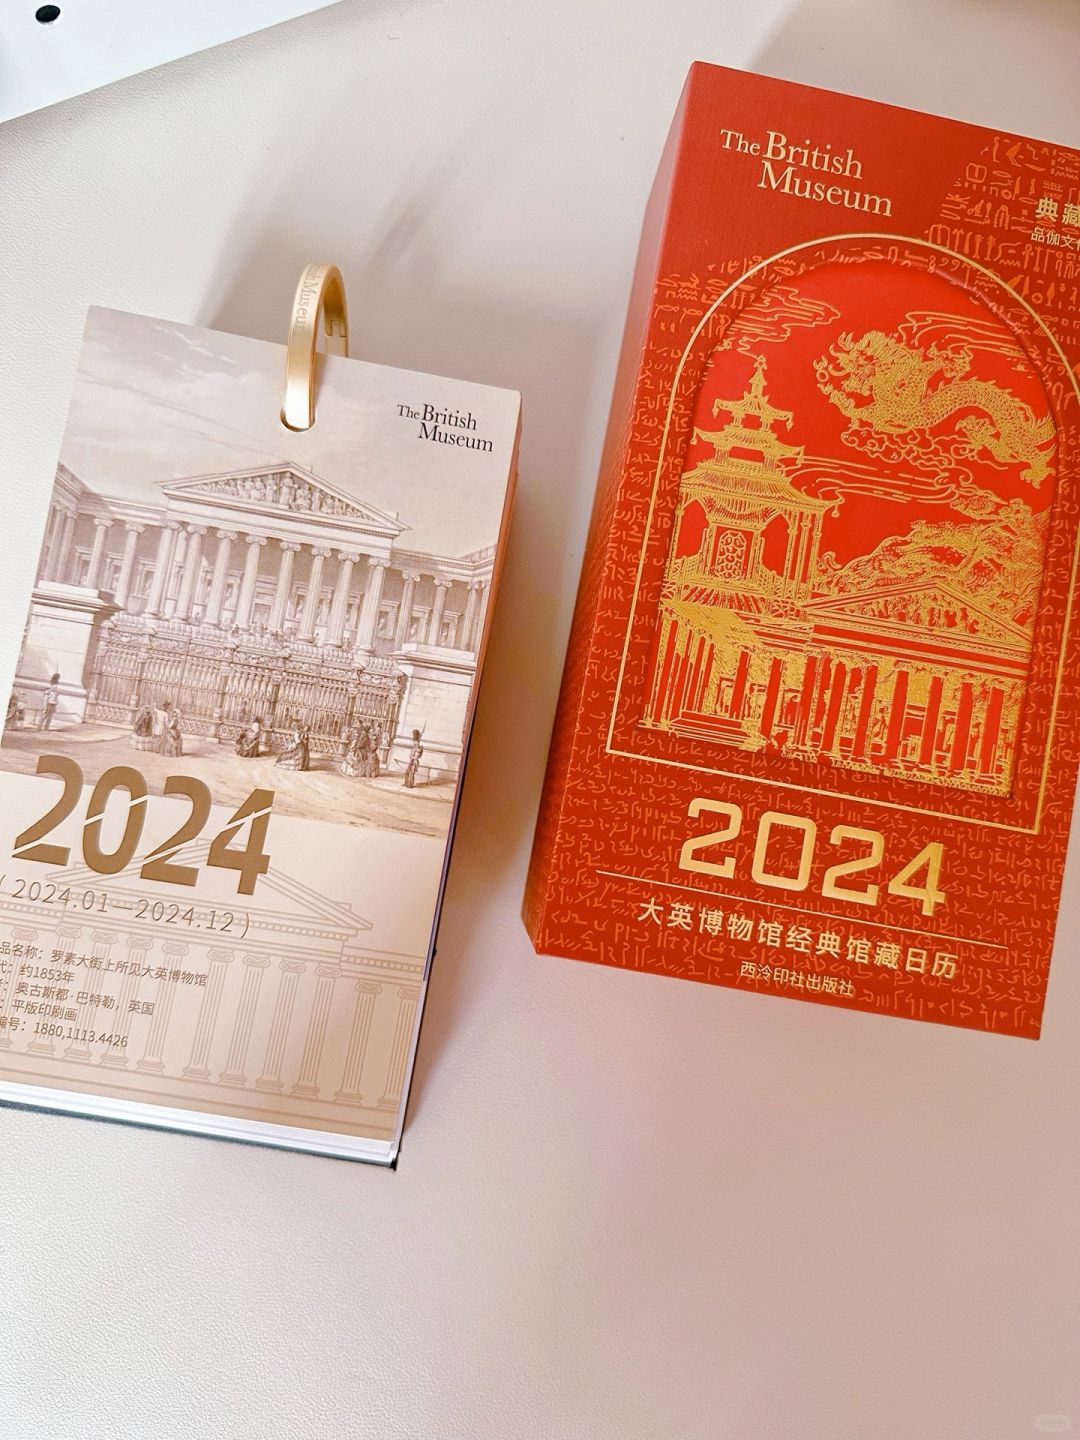 The British
Museum
2024
( 2024.01—2024.12 )
品名称：罗素大街上所见大英博物馆
代：约1853年
：奥古斯都·巴特勒，英国
：平版印刷画
编号：1880,1113.4426
Museum
The British
Museum
典藏
品伽文化
2024
大英博物馆经典馆藏日历
西泠印社出版社